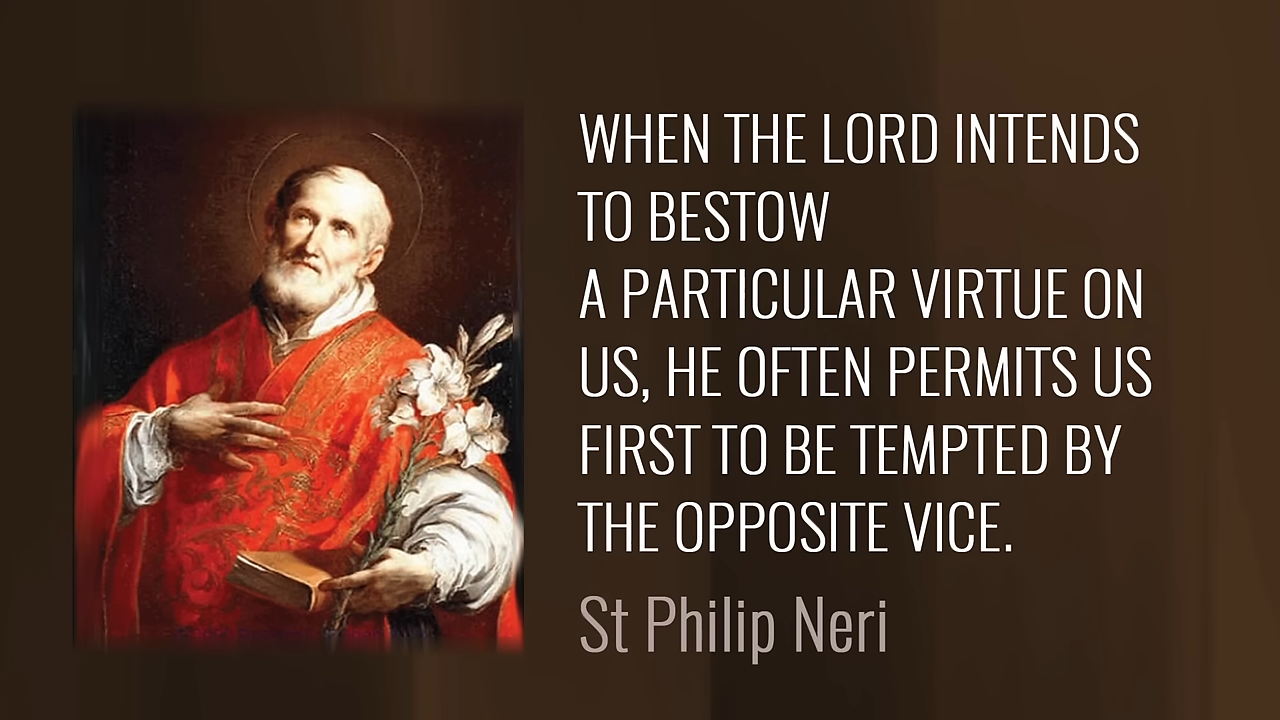 WHEN THE LORD INTENDS
TO BESTOW
A PARTICULAR VIRTUE ON
US, HE OFTEN PERMITS US
FIRST TO BE TEMPTED BY
THE OPPOSITE VICE.
St Philip Neri